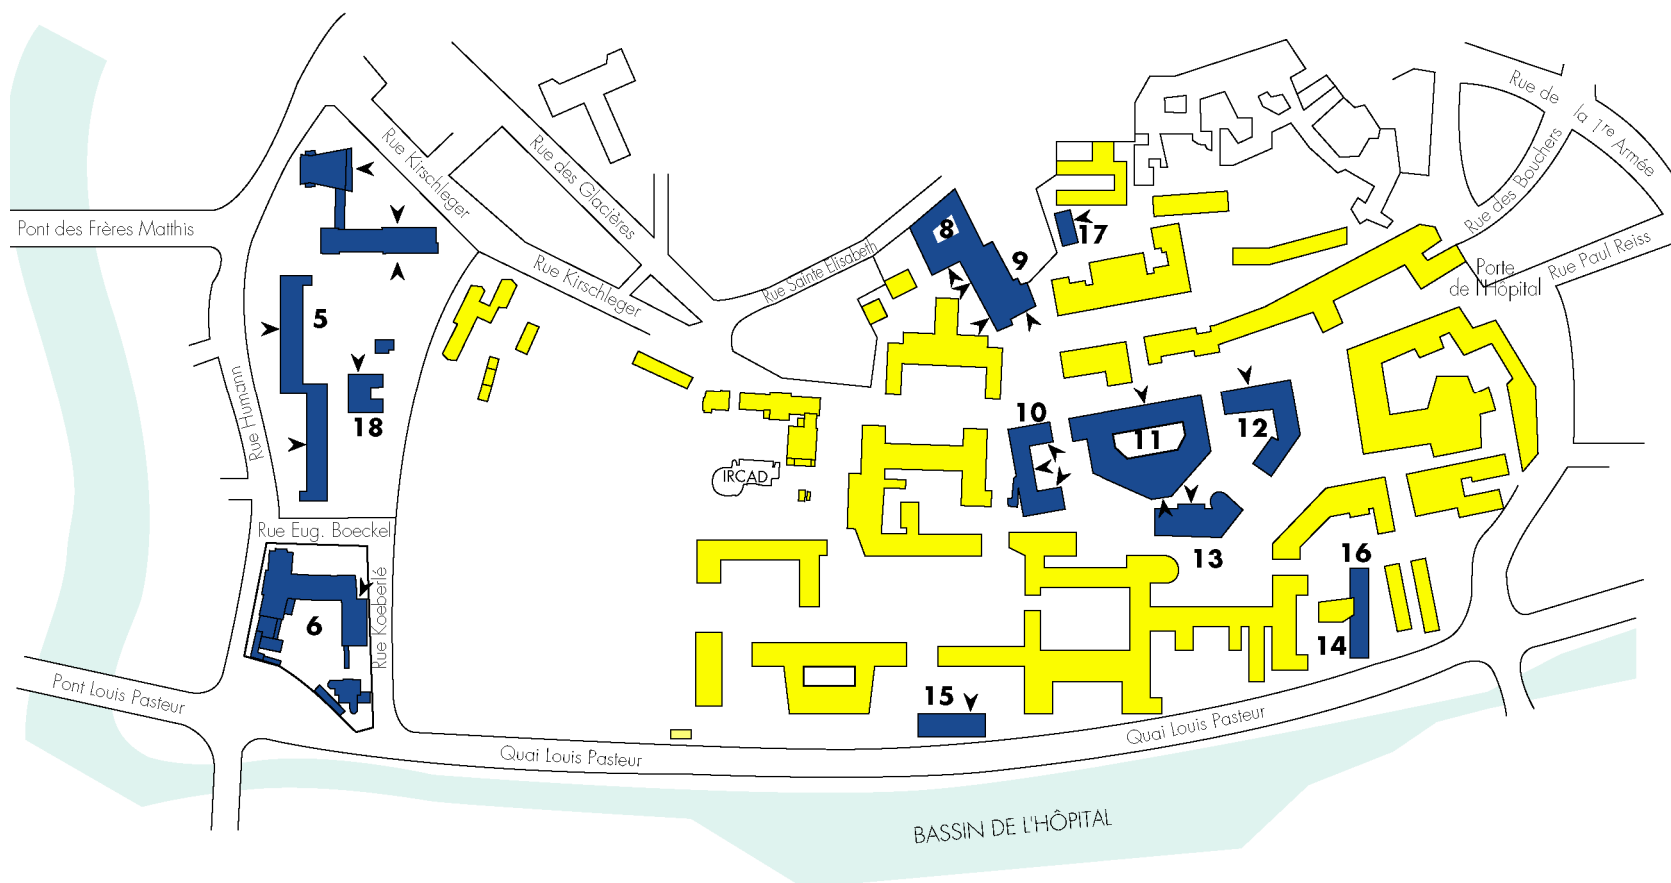 Rue de
la 1re Armée
Rue Kirschleger
Rue des Glacières
Rue des Bouchers
Pont des Frères Matthis
8
17
9
Rue Sainte Elisabeth
Rue Paul Reiss
Rue Kirschleger
Porte
de l'Hôpital
5
Rue Humann
18
10
11
12
IRCAD
Rue Eug. Boeckel
13
16
Rue Koeberlé
6
14
Pont Louis Pasteur
15
Quai Louis Pasteur
Quai Louis Pasteur
BASSIN DE L'HÔPITAL